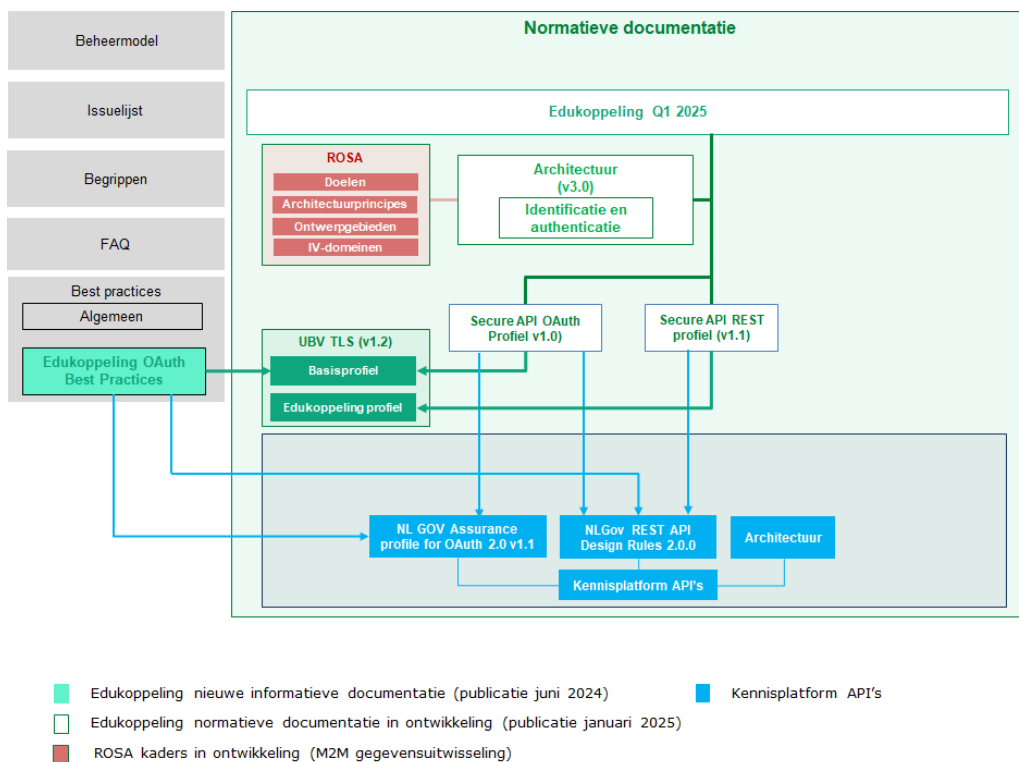 Beheermodel
Issuelijst
Begrippen
FAQ
Best practices
Algemeen
Edukoppeling OAuth
Best Practices
Normatieve documentatie
Edukoppeling Q1 2025
ROSA
Doelen
Architectuurprincipes
Ontwerpgebieden
IV-domeinen
Architectuur
(v3.0)
Identificatie en
authenticatie
Secure API OAuth
Profiel v1.0)
Secure API REST
profiel (v1.1)
UBV TLS (v1.2)
Basisprofiel
Edukoppeling profiel
NL GOV Assurance
profile for OAuth 2.0 v1.1
NLGov REST API
Design Rules 2.0.0
Architectuur
Kennisplatform API's
Edukoppeling nieuwe informatieve documentatie (publicatie juni 2024)
Kennisplatform API's
Edukoppeling normatieve documentatie in ontwikkeling (publicatie januari 2025)
ROSA kaders in ontwikkeling (M2M gegevensuitwisseling)